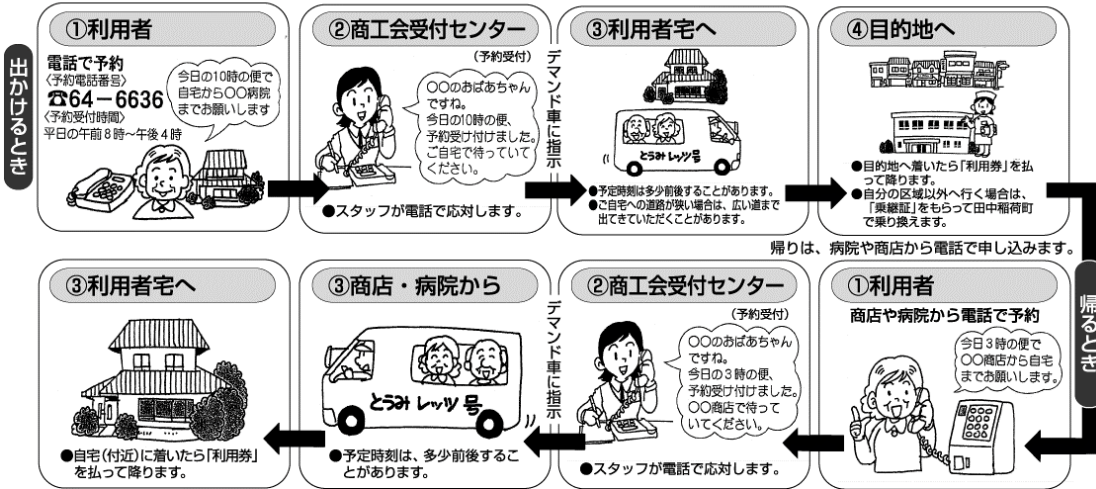 出かけるとき
①利用者
電話で予約
〈予約電話番号〉
☎64－6636
〈予約受付時間〉
平日の午前8時～午後4時
今日の10時の便で
自宅から〇〇病院
までお願いします
②商工会受付センター
(予約受付)
〇〇のおばあちゃん
ですね。
今日の10時の便、
予約受け付けました。
ご自宅で待っていて
ください。
●スタッフが電話で応対します。
デマンド車に指示
③利用者宅へ
とうみレッツ号
●予定時刻は多少前後することがあります。
●ご自宅への道路が狭い場合は、広い道まで
出てきていただくことがあります。
④目的地へ
●目的地へ着いたら「利用券」を払
って降ります。
●自分の区域以外へ行く場合は、
「乗継証」をもらって田中稲荷町
で乗り換えます。
帰りは、病院や商店から電話で申し込みます。
帰るとき
①利用者
商店や病院から電話で予約
今日3時の便で
〇〇商店から自宅
までお願いします。
②商工会受付センター
(予約受付)
〇〇のおばあちゃん
ですね。
今日の3時の便、
予約受け付けました。
〇〇商店で待って
いてください。
●スタッフが電話で応対します。
デマンド車に指示
③商店・病院から
とうみレッツ号
●予定時刻は、多少前後するこ
とがあります。
③利用者宅へ
●自宅(付近)に着いたら「利用券」
を払って降ります。